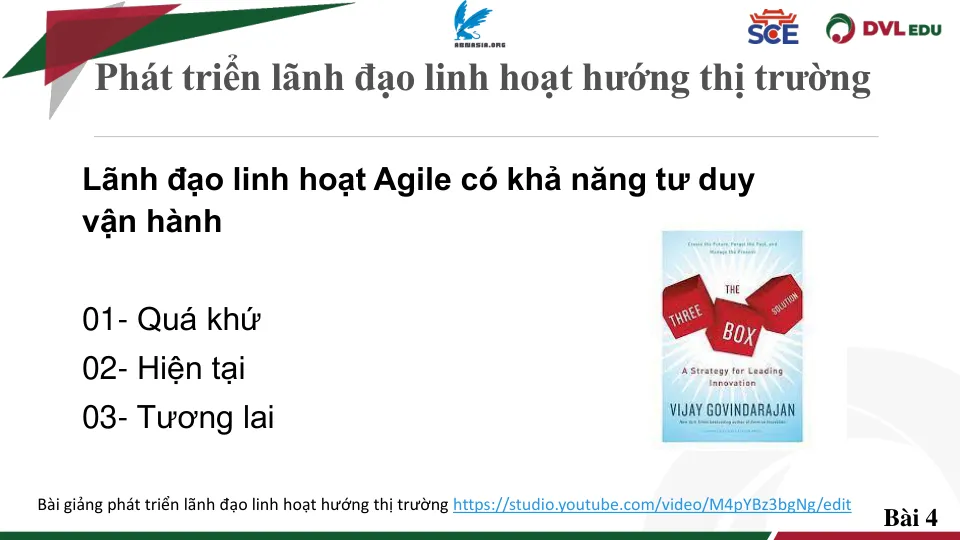 ARMASIA.ORG
SCE
DVL EDU
Phát triển lãnh đạo linh hoạt hướng thị trường
Lãnh đạo linh hoạt Agile có khả năng tư duy
vận hành
01- Quá khứ
02- Hiện tại
03- Tương lai
Create the Future, Forget the Past, and
Manage the Present
THE
THREE
BOX
SOLUTION
A Strategy for Leading
Innovation
VIJAY GOVINDARAJAN
Bài giảng phát triển lãnh đạo linh hoạt hướng thị trường https://studio.youtube.com/video/M4pYBz3bgNg/edit
Bài 4